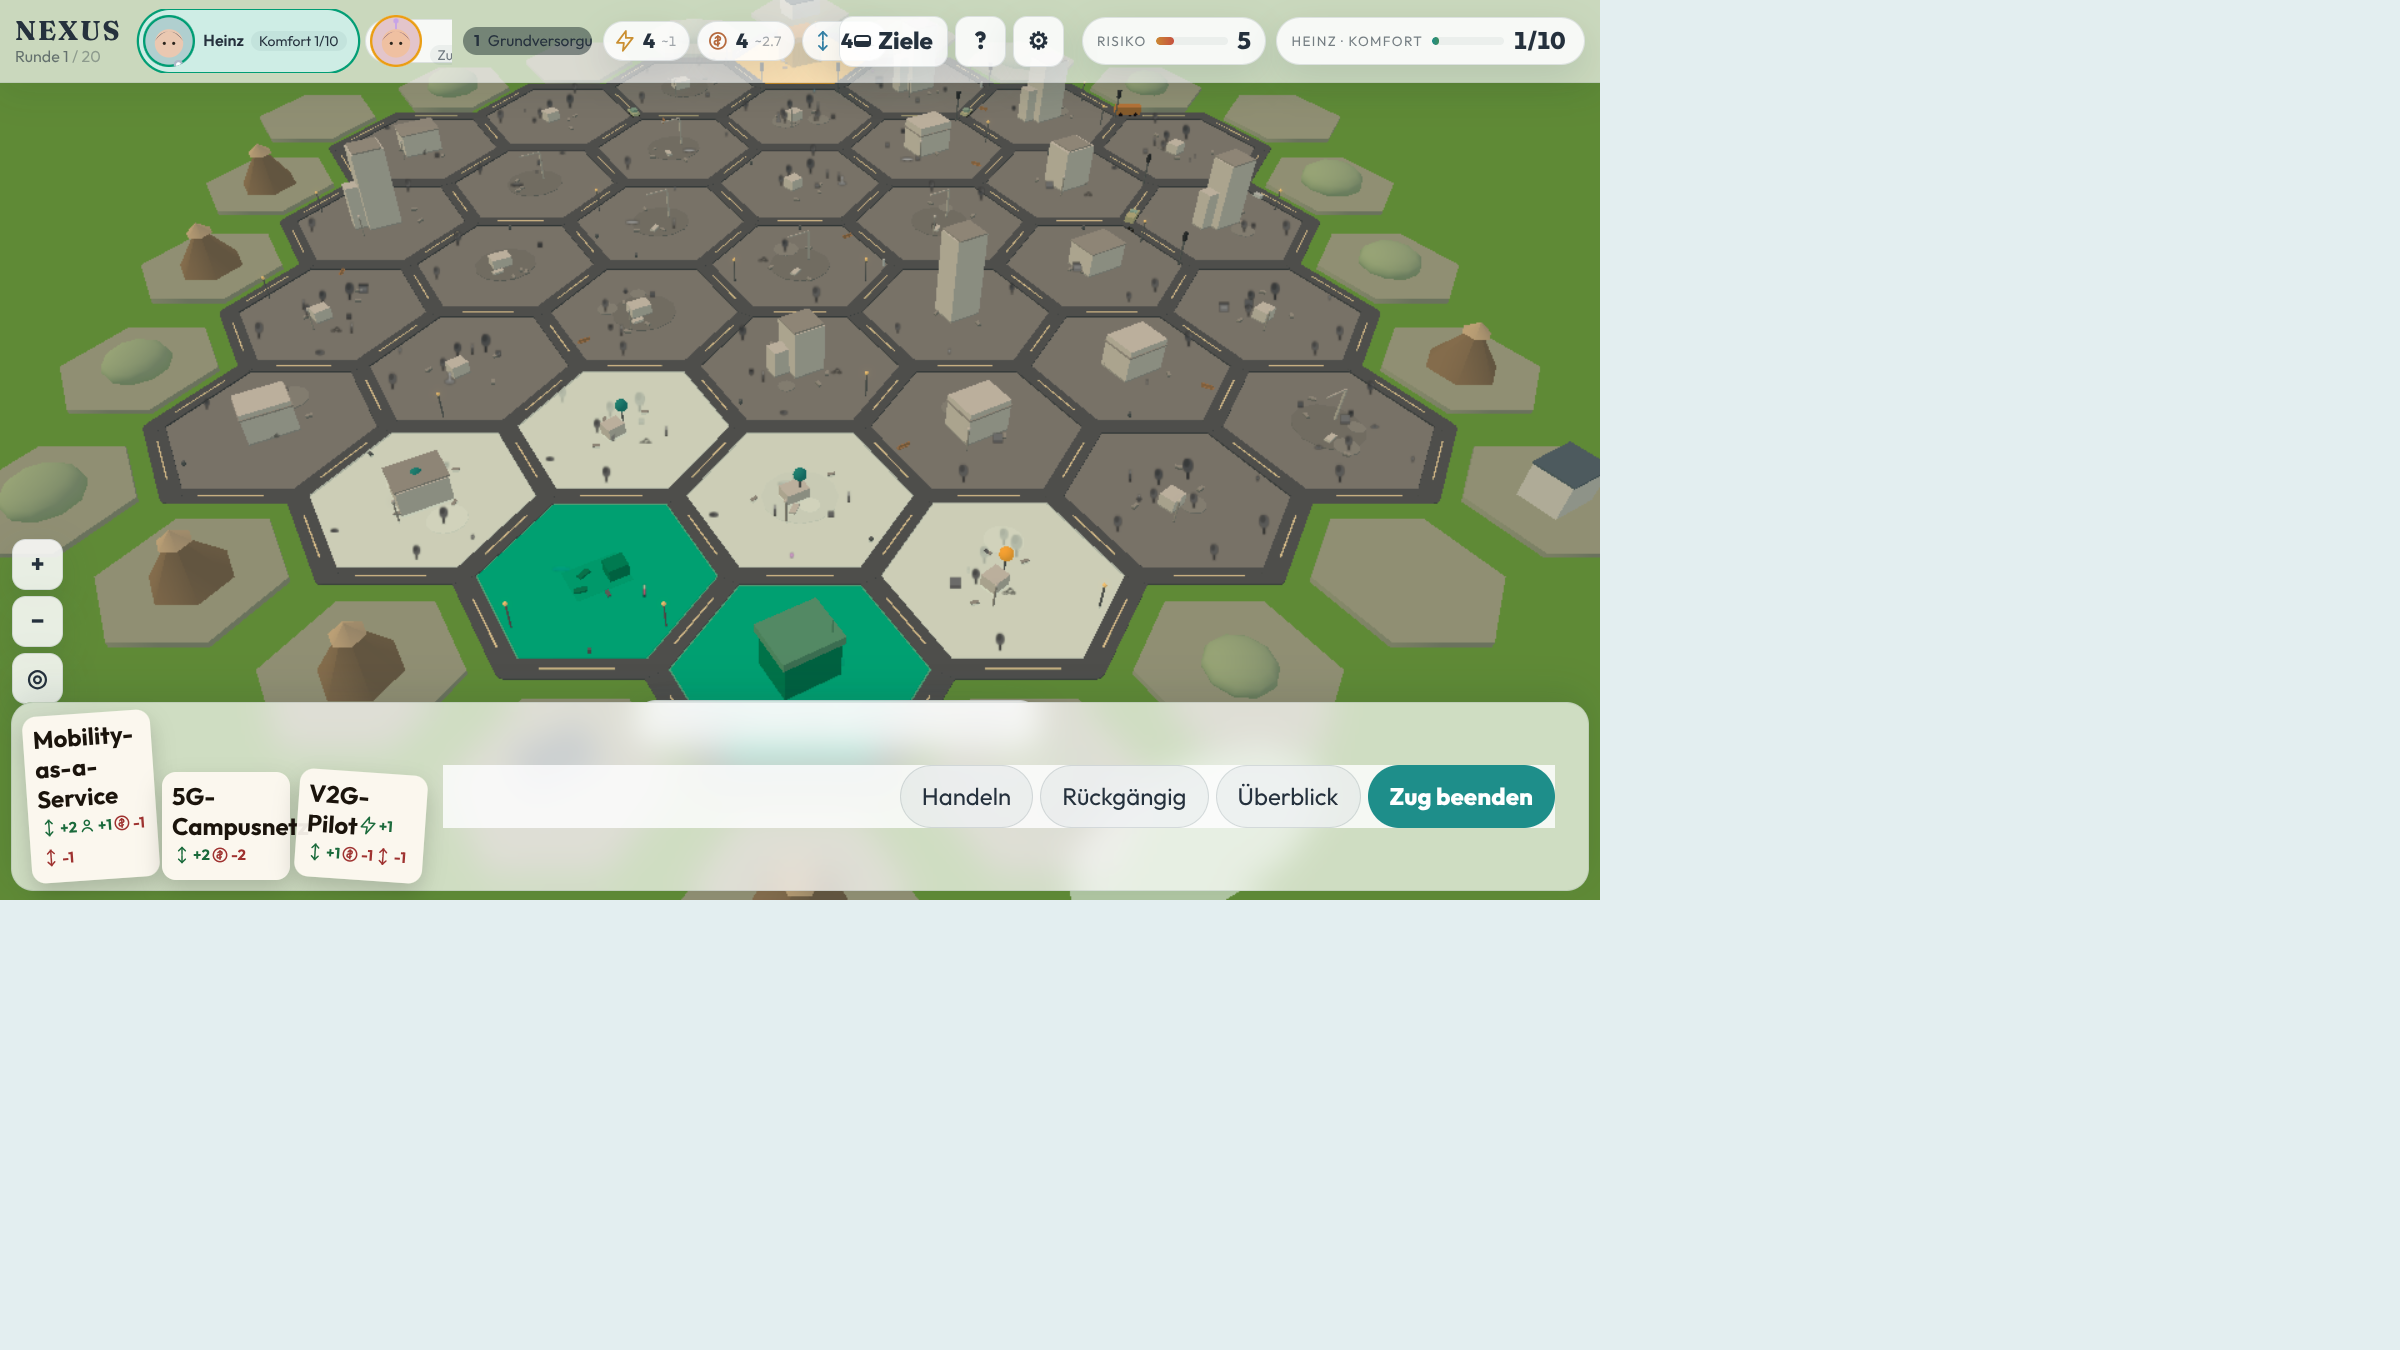 NEXUS
Runde 1 / 20
Heinz Komfort 1/10
Zu
1 Grundversorgu
4 ~1
4 ~2.7
4 Ziele
?
RISIKO 5
HEINZ · KOMFORT 1/10
+
−
Mobility-
as-a-
Service
+2 +1 -1
-1
5G-
Campusnetz
+2 -2
V2G-
Pilot +1
+1 -1 -1
Handeln
Rückgängig
Überblick
Zug beenden